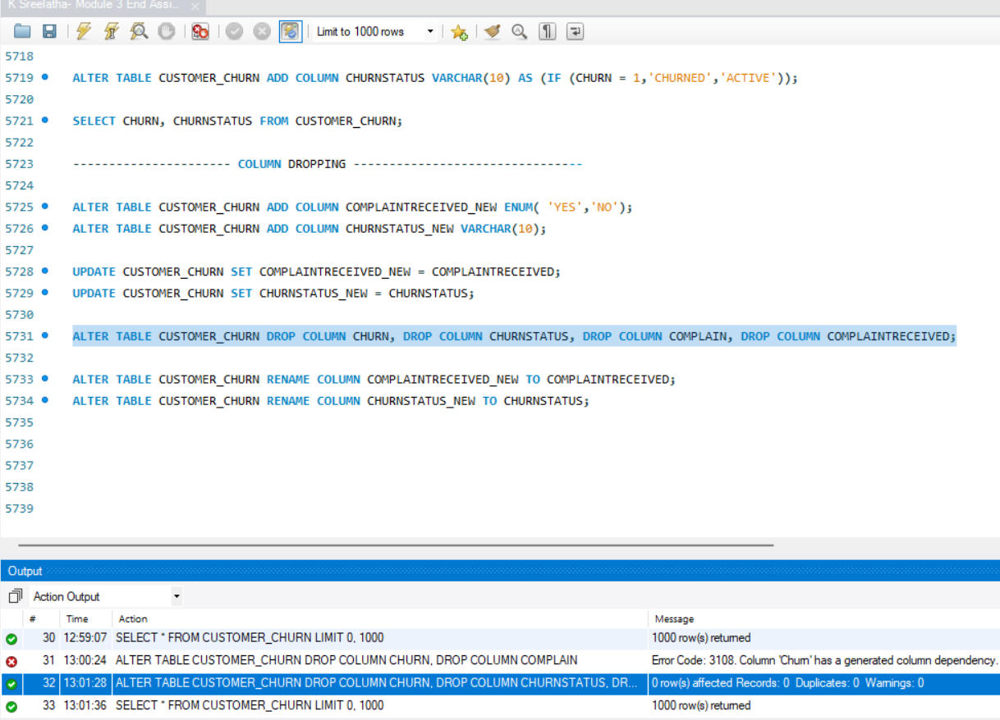 K Sreelatha- Module 3 End Assi...
Limit to 1000 rows
5718
5719 ALTER TABLE CUSTOMER_CHURN ADD COLUMN CHURNSTATUS VARCHAR(10) AS (IF (CHURN = 1,'CHURNED','ACTIVE'));
5720
5721 SELECT CHURN, CHURNSTATUS FROM CUSTOMER_CHURN;
5722
5723 ---------------------- COLUMN DROPPING --------------------------------
5724
5725 ALTER TABLE CUSTOMER_CHURN ADD COLUMN COMPLAINTRECEIVED_NEW ENUM( 'YES','NO');
5726 ALTER TABLE CUSTOMER_CHURN ADD COLUMN CHURNSTATUS_NEW VARCHAR(10);
5727
5728 UPDATE CUSTOMER_CHURN SET COMPLAINTRECEIVED_NEW = COMPLAINTRECEIVED;
5729 UPDATE CUSTOMER_CHURN SET CHURNSTATUS_NEW = CHURNSTATUS;
5730
5731 ALTER TABLE CUSTOMER_CHURN DROP COLUMN CHURN, DROP COLUMN CHURNSTATUS, DROP COLUMN COMPLAIN, DROP COLUMN COMPLAINTRECEIVED;
5732
5733 ALTER TABLE CUSTOMER_CHURN RENAME COLUMN COMPLAINTRECEIVED_NEW TO COMPLAINTRECEIVED;
5734 ALTER TABLE CUSTOMER_CHURN RENAME COLUMN CHURNSTATUS_NEW TO CHURNSTATUS;
5735
5736
5737
5738
5739
Output
Action Output
# Time Action Message
30 12:59:07 SELECT * FROM CUSTOMER_CHURN LIMIT 0, 1000 1000 row(s) returned
31 13:00:24 ALTER TABLE CUSTOMER_CHURN DROP COLUMN CHURN, DROP COLUMN COMPLAIN Error Code: 3108. Column 'Churn' has a generated column dependency.
32 13:01:28 ALTER TABLE CUSTOMER_CHURN DROP COLUMN CHURN, DROP COLUMN CHURNSTATUS, DR... 0 row(s) affected Records: 0 Duplicates: 0 Warnings: 0
33 13:01:36 SELECT * FROM CUSTOMER_CHURN LIMIT 0, 1000 1000 row(s) returned